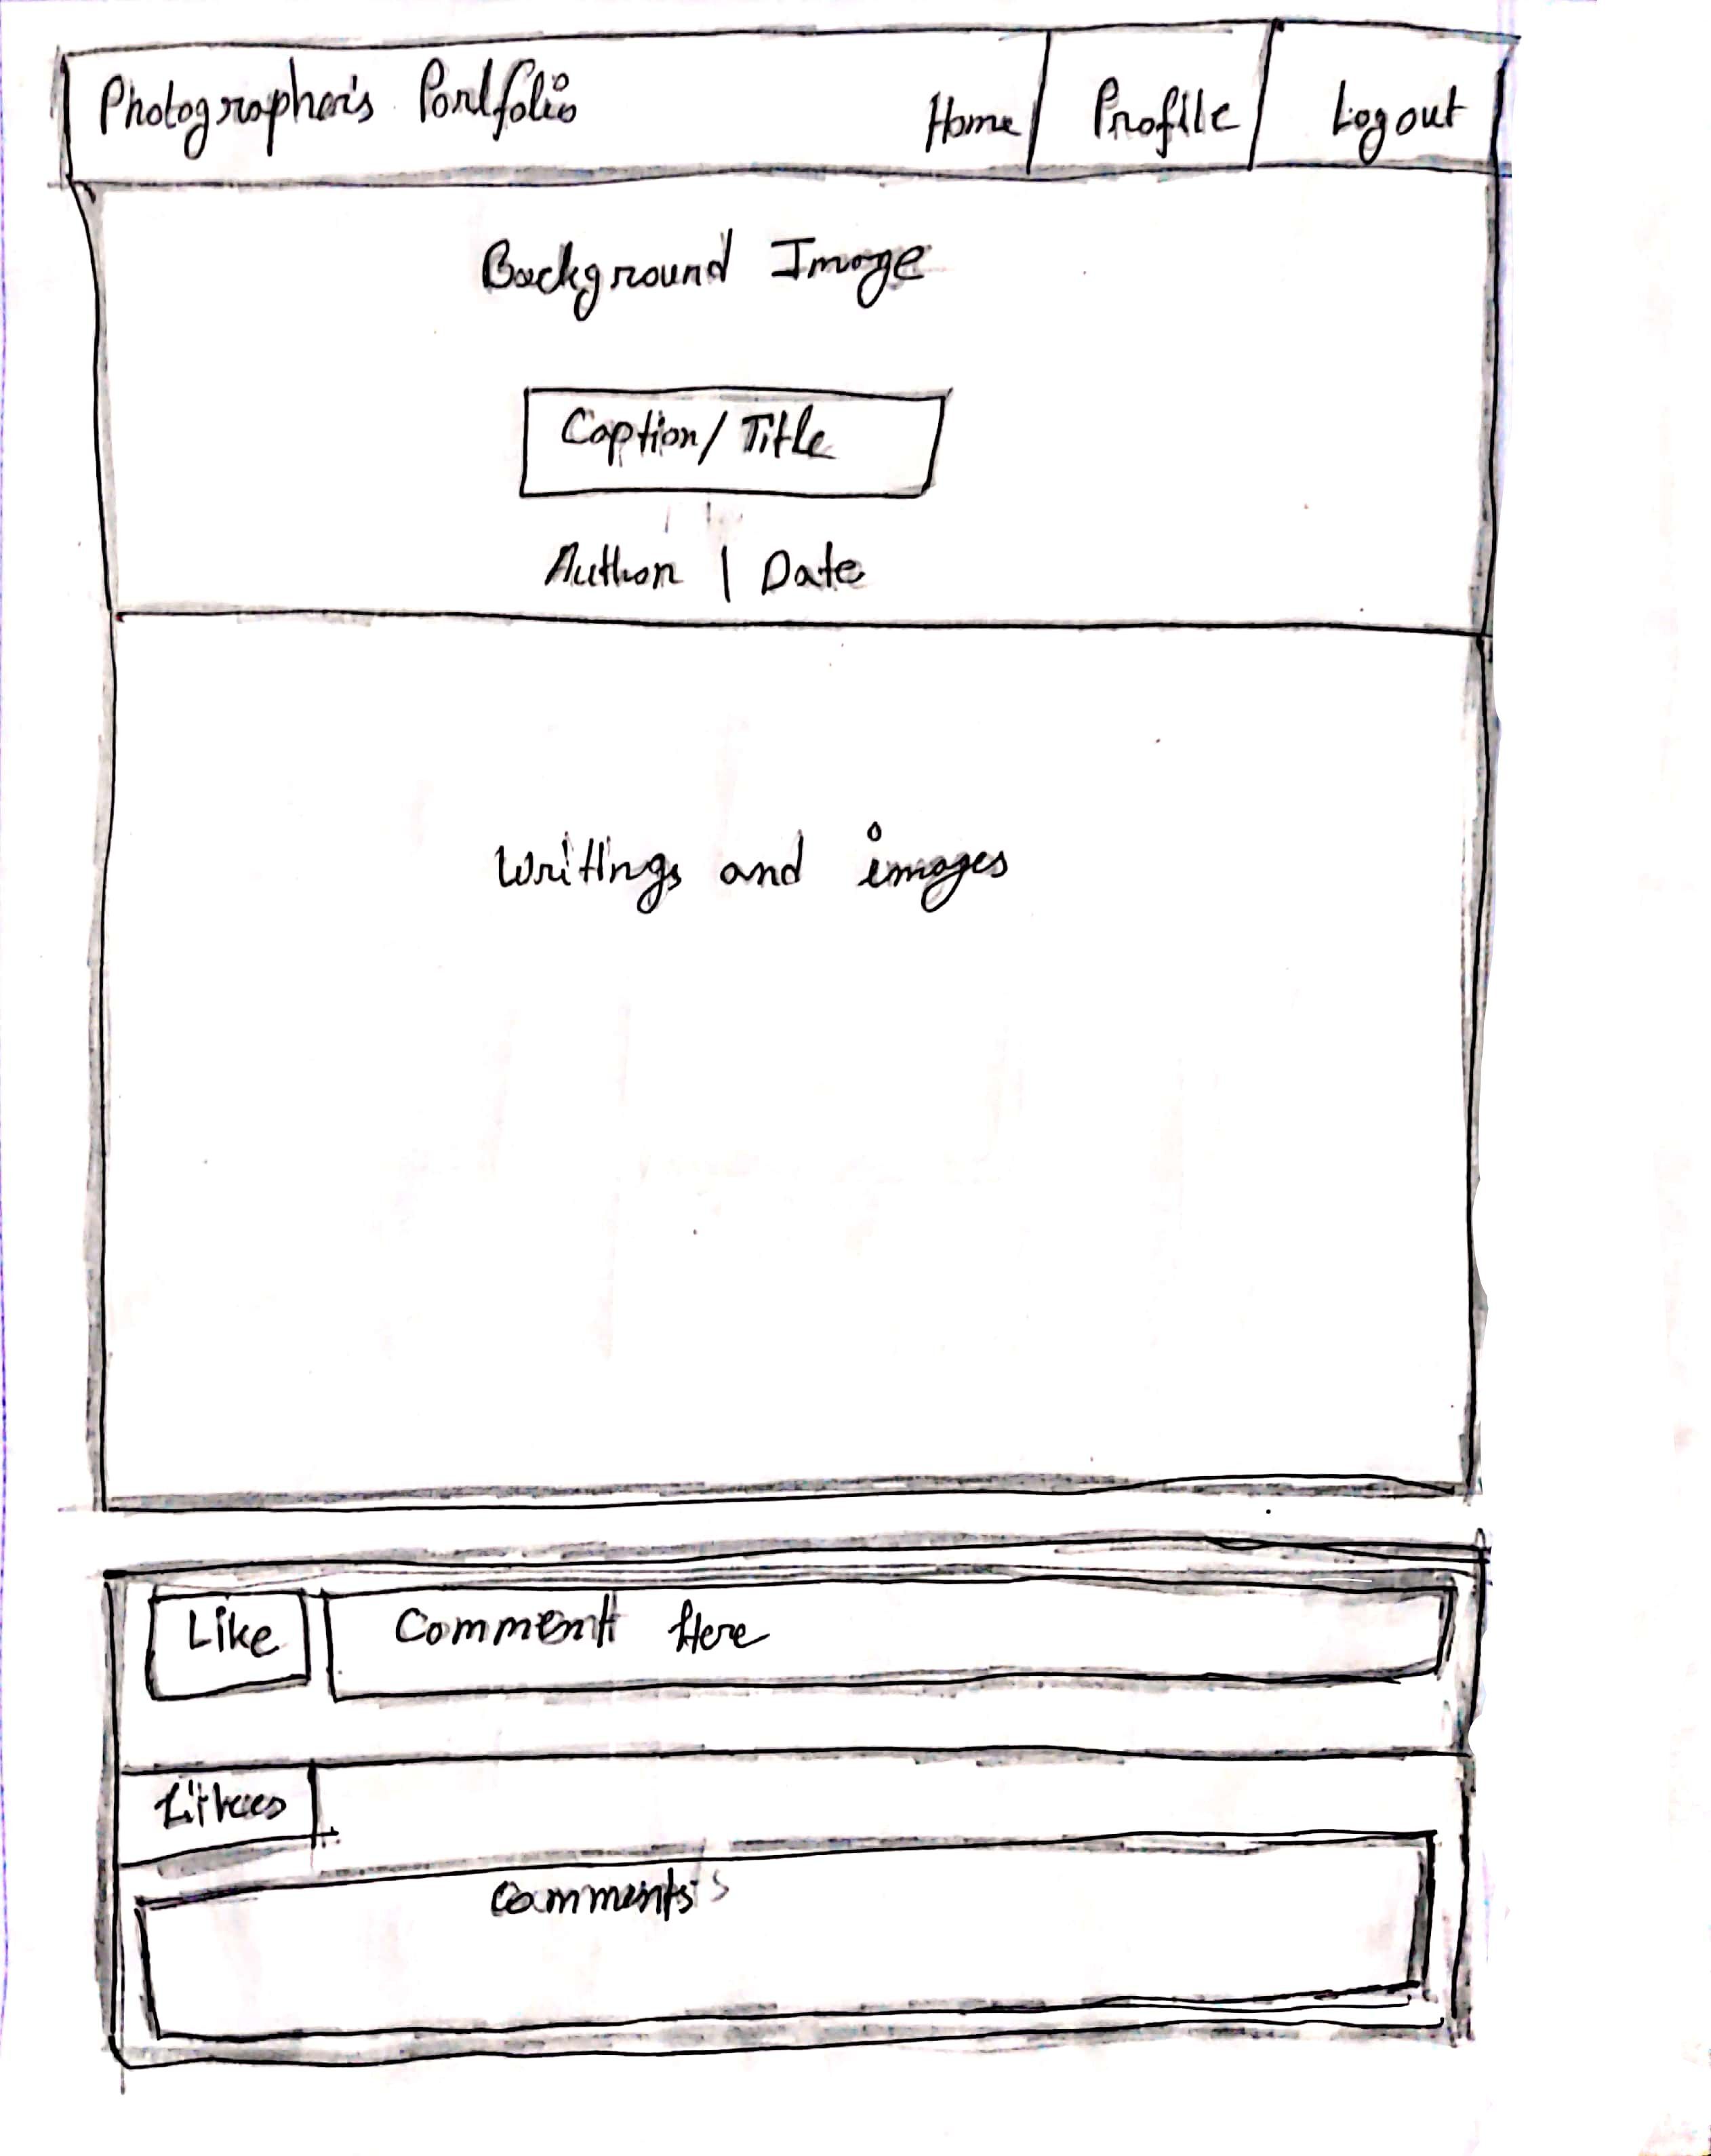 Photographer's Portfolio Home Profile Logout
Background Image
Caption/Title
Author | Date
Writings and images
Like Comment Here
Likes
Comments